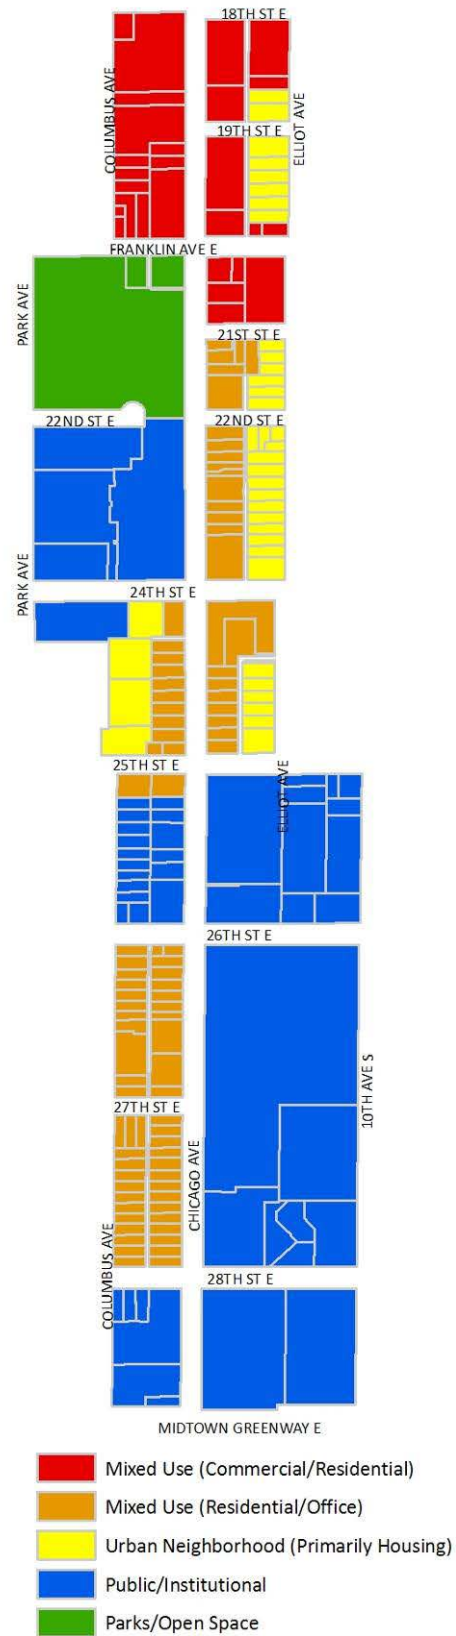 18TH ST E
COLUMBUS AVE
ELLIOT AVE
19TH ST E
FRANKLIN AVE E
PARK AVE
21ST ST E
22ND ST E
22ND ST E
PARK AVE
24TH ST E
25TH ST E
ELLIOT AVE
26TH ST E
10TH AVE S
27TH ST E
CHICAGO AVE
COLUMBUS AVE
28TH ST E
MIDTOWN GREENWAY E
Mixed Use (Commercial/Residential)
Mixed Use (Residential/Office)
Urban Neighborhood (Primarily Housing)
Public/Institutional
Parks/Open Space